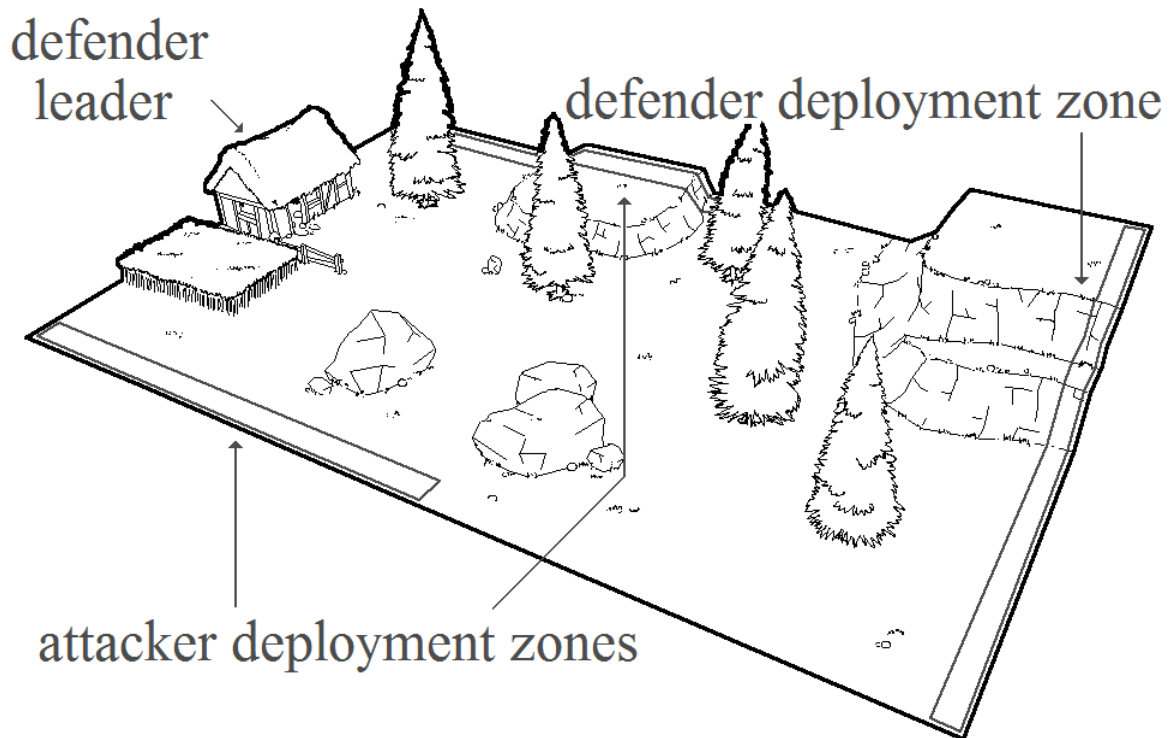 defender
leader
defender deployment zone
attacker deployment zones